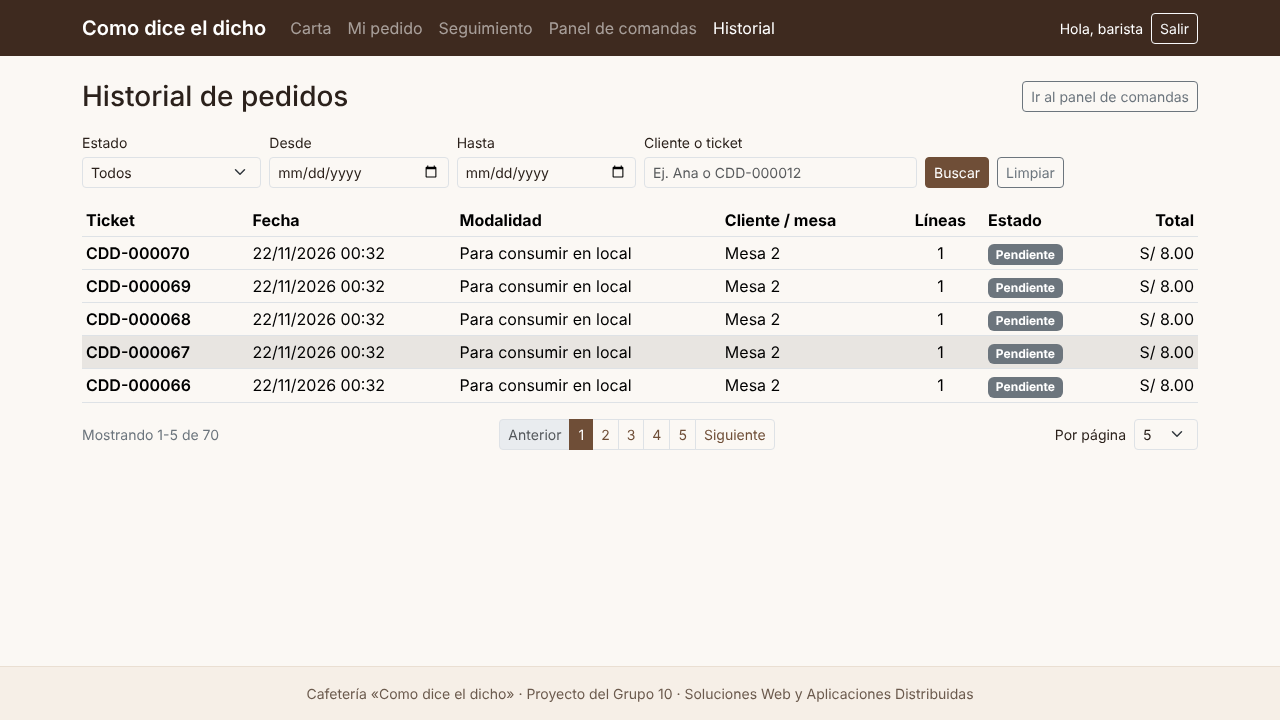 Como dice el dicho Carta Mi pedido Seguimiento Panel de comandas Historial Hola, barista Salir
Historial de pedidos Ir al panel de comandas
Estado Desde Hasta Cliente o ticket
Todos mm/dd/yyyy mm/dd/yyyy Ej. Ana o CDD-000012 Buscar Limpiar
Ticket Fecha Modalidad Cliente / mesa Líneas Estado Total
CDD-000070 22/11/2026 00:32 Para consumir en local Mesa 2 1 Pendiente S/ 8.00
CDD-000069 22/11/2026 00:32 Para consumir en local Mesa 2 1 Pendiente S/ 8.00
CDD-000068 22/11/2026 00:32 Para consumir en local Mesa 2 1 Pendiente S/ 8.00
CDD-000067 22/11/2026 00:32 Para consumir en local Mesa 2 1 Pendiente S/ 8.00
CDD-000066 22/11/2026 00:32 Para consumir en local Mesa 2 1 Pendiente S/ 8.00
Mostrando 1-5 de 70 Anterior 1 2 3 4 5 Siguiente Por página 5
Cafetería «Como dice el dicho» · Proyecto del Grupo 10 · Soluciones Web y Aplicaciones Distribuidas